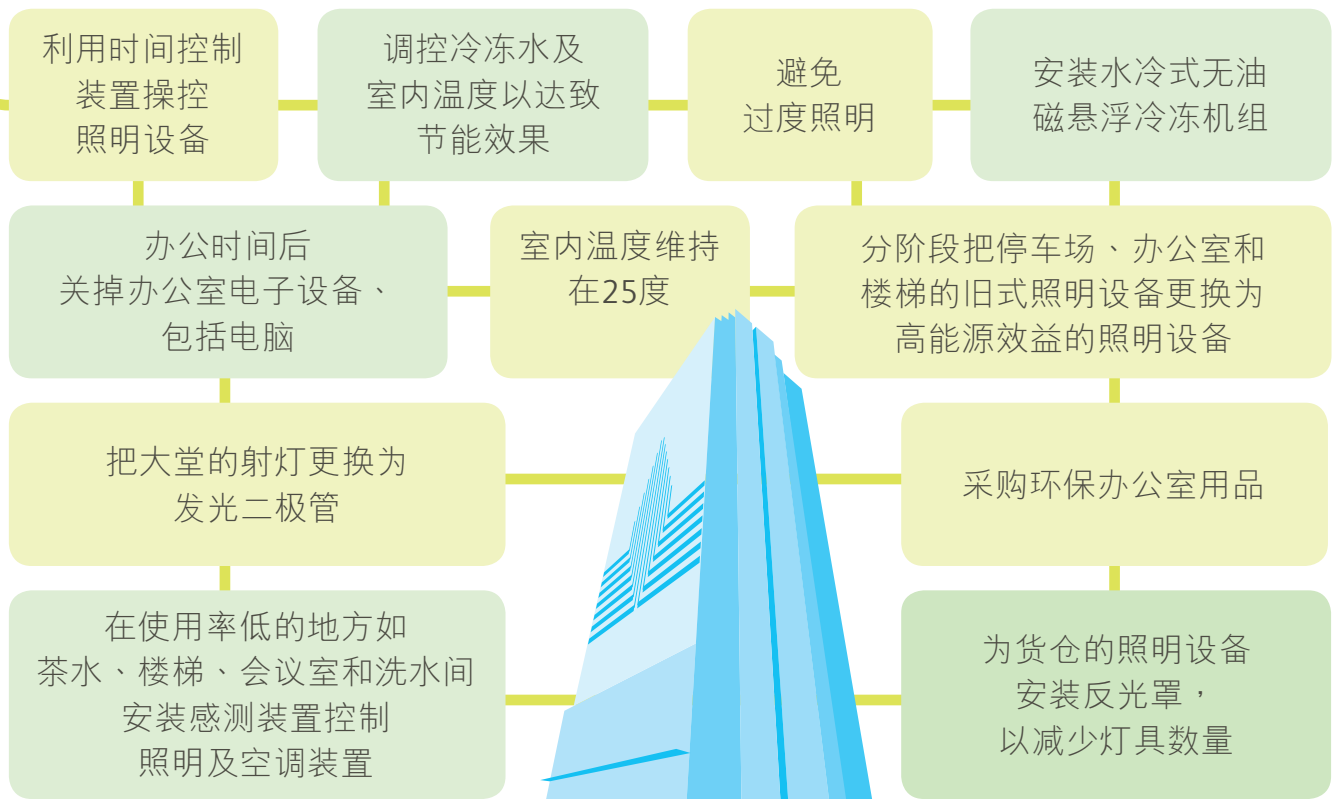 利用时间控制
装置操控
照明设备
调控冷冻水及
室内温度以达致
节能效果
避免
过度照明
安装水冷式无油
磁悬浮冷冻机组
办公时间后
关掉办公室电子设备、
包括电脑
室内温度维持
在25度
分阶段把停车场、办公室和
楼梯的旧式照明设备更换为
高能源效益的照明设备
把大堂的射灯更换为
发光二极管
采购环保办公室用品
在使用率低的地方如
茶水、楼梯、会议室和洗水间
安装感测装置控制
照明及空调装置
为货仓的照明设备
安装反光罩，
以减少灯具数量